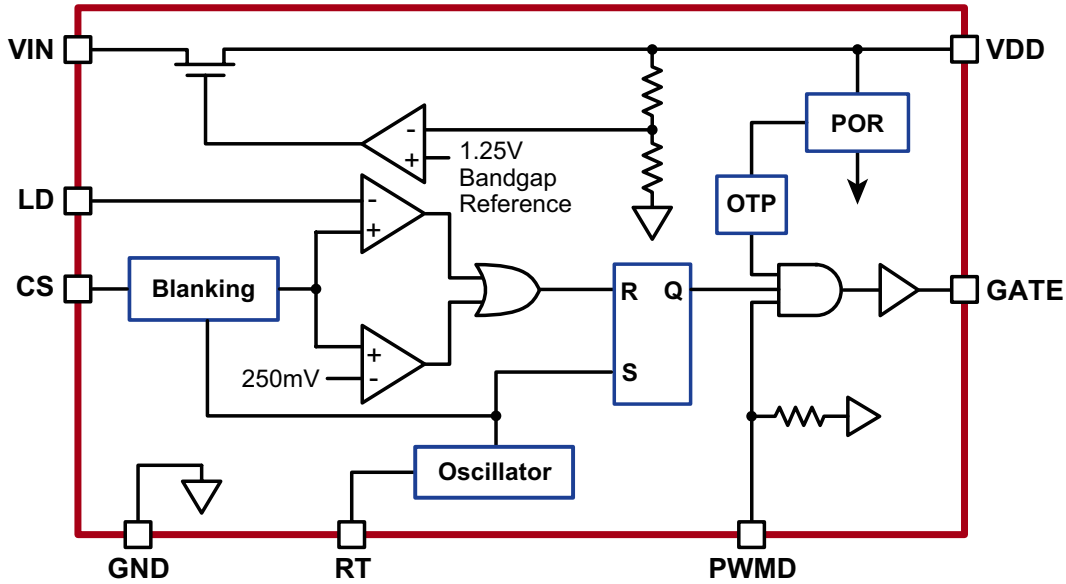 VIN
VDD
-
+
1.25V
Bandgap
Reference
POR
OTP
LD
-
+
CS
Blanking
R
Q
GATE
+
-
250mV
S
Oscillator
GND
RT
PWMD